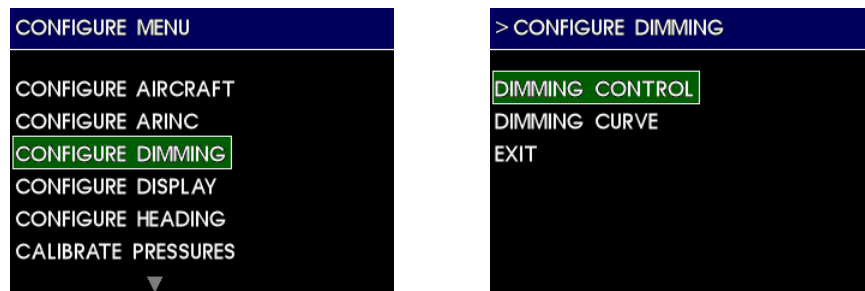 CONFIGURE MENU
CONFIGURE AIRCRAFT
CONFIGURE ARINC
CONFIGURE DIMMING
CONFIGURE DISPLAY
CONFIGURE HEADING
CALIBRATE PRESSURES
> CONFIGURE DIMMING
DIMMING CONTROL
DIMMING CURVE
EXIT